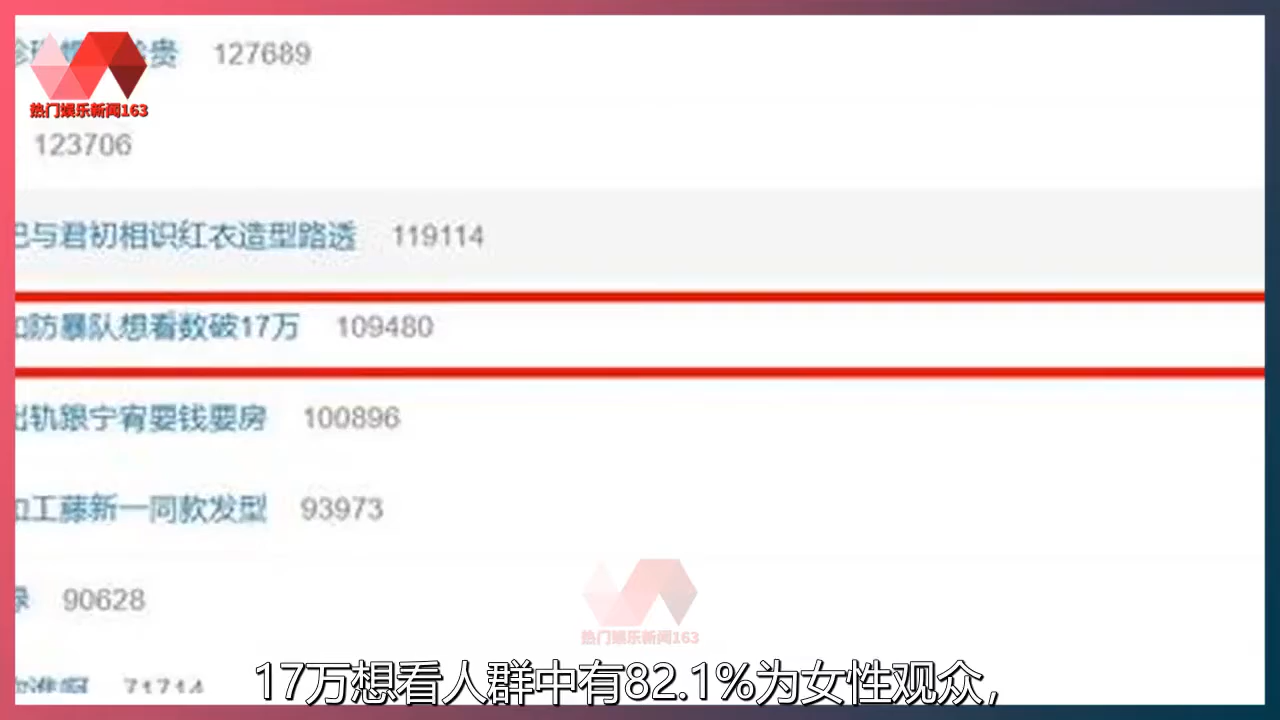 贵 127689
热门娱乐新闻163
123706
与君初相识红衣造型路透 119114
防暴队想看数破17万 109480
轨银宁宥要钱要房 100896
工藤新一同款发型 93973
90628
热门娱乐新闻163
71714
17万想看人群中有82.1%为女性观众，